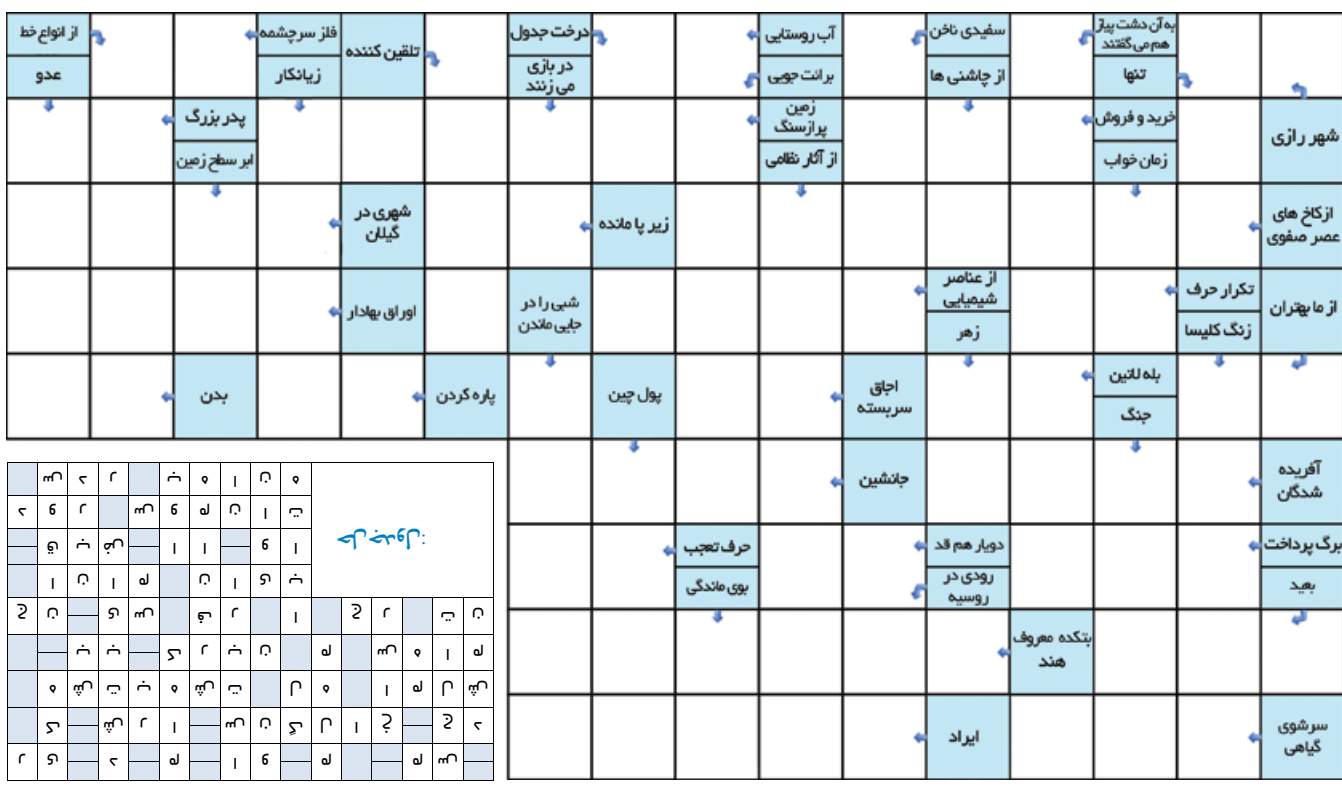 به آن دشت پیاز هم می گفتند
تنها
سفیدی ناخن
از چاشنی ها
آب روستایی
برائت جویی
درخت جدول
در بازی می زنند
تلقین کننده
فلز سرچشمه
زیانکار
از انواع خط
عدو
شهر رازی
خرید و فروش
زمان خواب
زمین پرازسنگ
از آثار نظامی
پدر بزرگ
ابر سطح زمین
ازکاخ های عصر صفوی
زیر پا مانده
شهری در گیلان
از ما بهتران
تکرار حرف
زنگ کلیسا
از عناصر شیمیایی
زهر
شبی را در جایی ماندن
اوراق بهادار
بله لاتین
جنگ
اجاق سربسته
پول چین
پاره کردن
بدن
آفریده شدگان
جانشین
برگ پرداخت
بعید
دویار هم قد
رودی در روسیه
حرف تعجب
بوی ماندگی
بتکده معروف هند
سرشوی گیاهی
ایراد
حل جدول:
ر ی د م ا و م م س
ک ش ر ا س ن گ ل ا خ ج د
ه ش ت ب ه ش ت ل ه ا م ل ش
ب ب ک ر ب ن م س ه ا م
ج ن ی س ق ر ا ج ر ت ن
ا ن ا م ن ا ی ب
ق ب ض ا ا و ا
د و ر س و م ن ا ت
س د ر ب ه ا ن ه